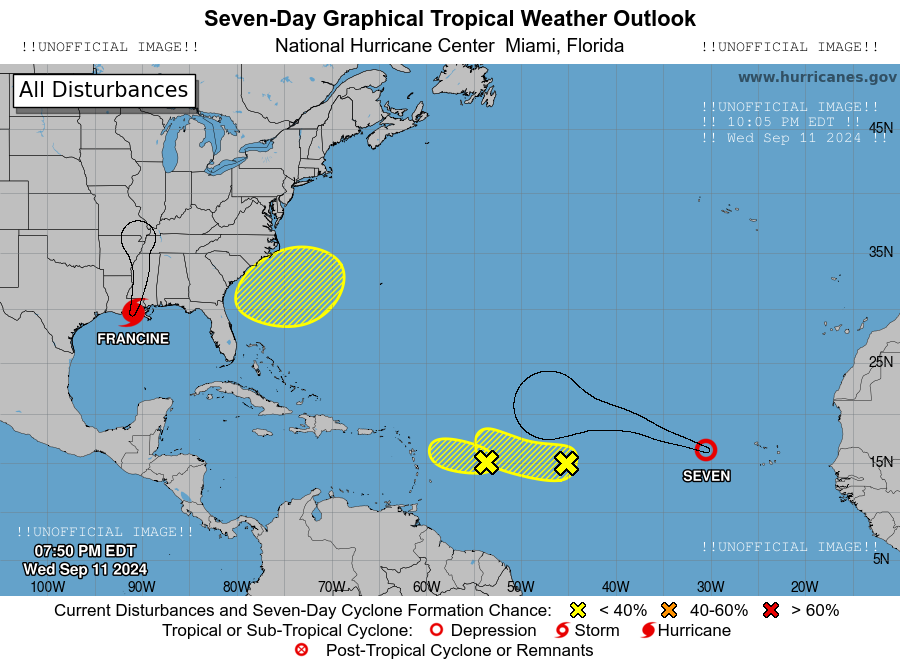 Seven-Day Graphical Tropical Weather Outlook
!!UNOFFICIAL IMAGE!!
National Hurricane Center  Miami, Florida
!!UNOFFICIAL IMAGE!!
All Disturbances
www.hurricanes.gov
!!UNOFFICIAL IMAGE!!
!! 10:05 PM EDT !!
!! Wed Sep 11 2024 !!
45N
35N
FRANCINE
25N
15N
SEVEN
!!UNOFFICIAL IMAGE!!
07:50 PM EDT
Wed Sep 11 2024
!!UNOFFICIAL IMAGE!!
5N
100W 90W 80W 70W 60W 50W 40W 30W 20W
Current Disturbances and Seven-Day Cyclone Formation Chance: < 40% 40-60% > 60%
Tropical or Sub-Tropical Cyclone: Depression Storm Hurricane
Post-Tropical Cyclone or Remnants